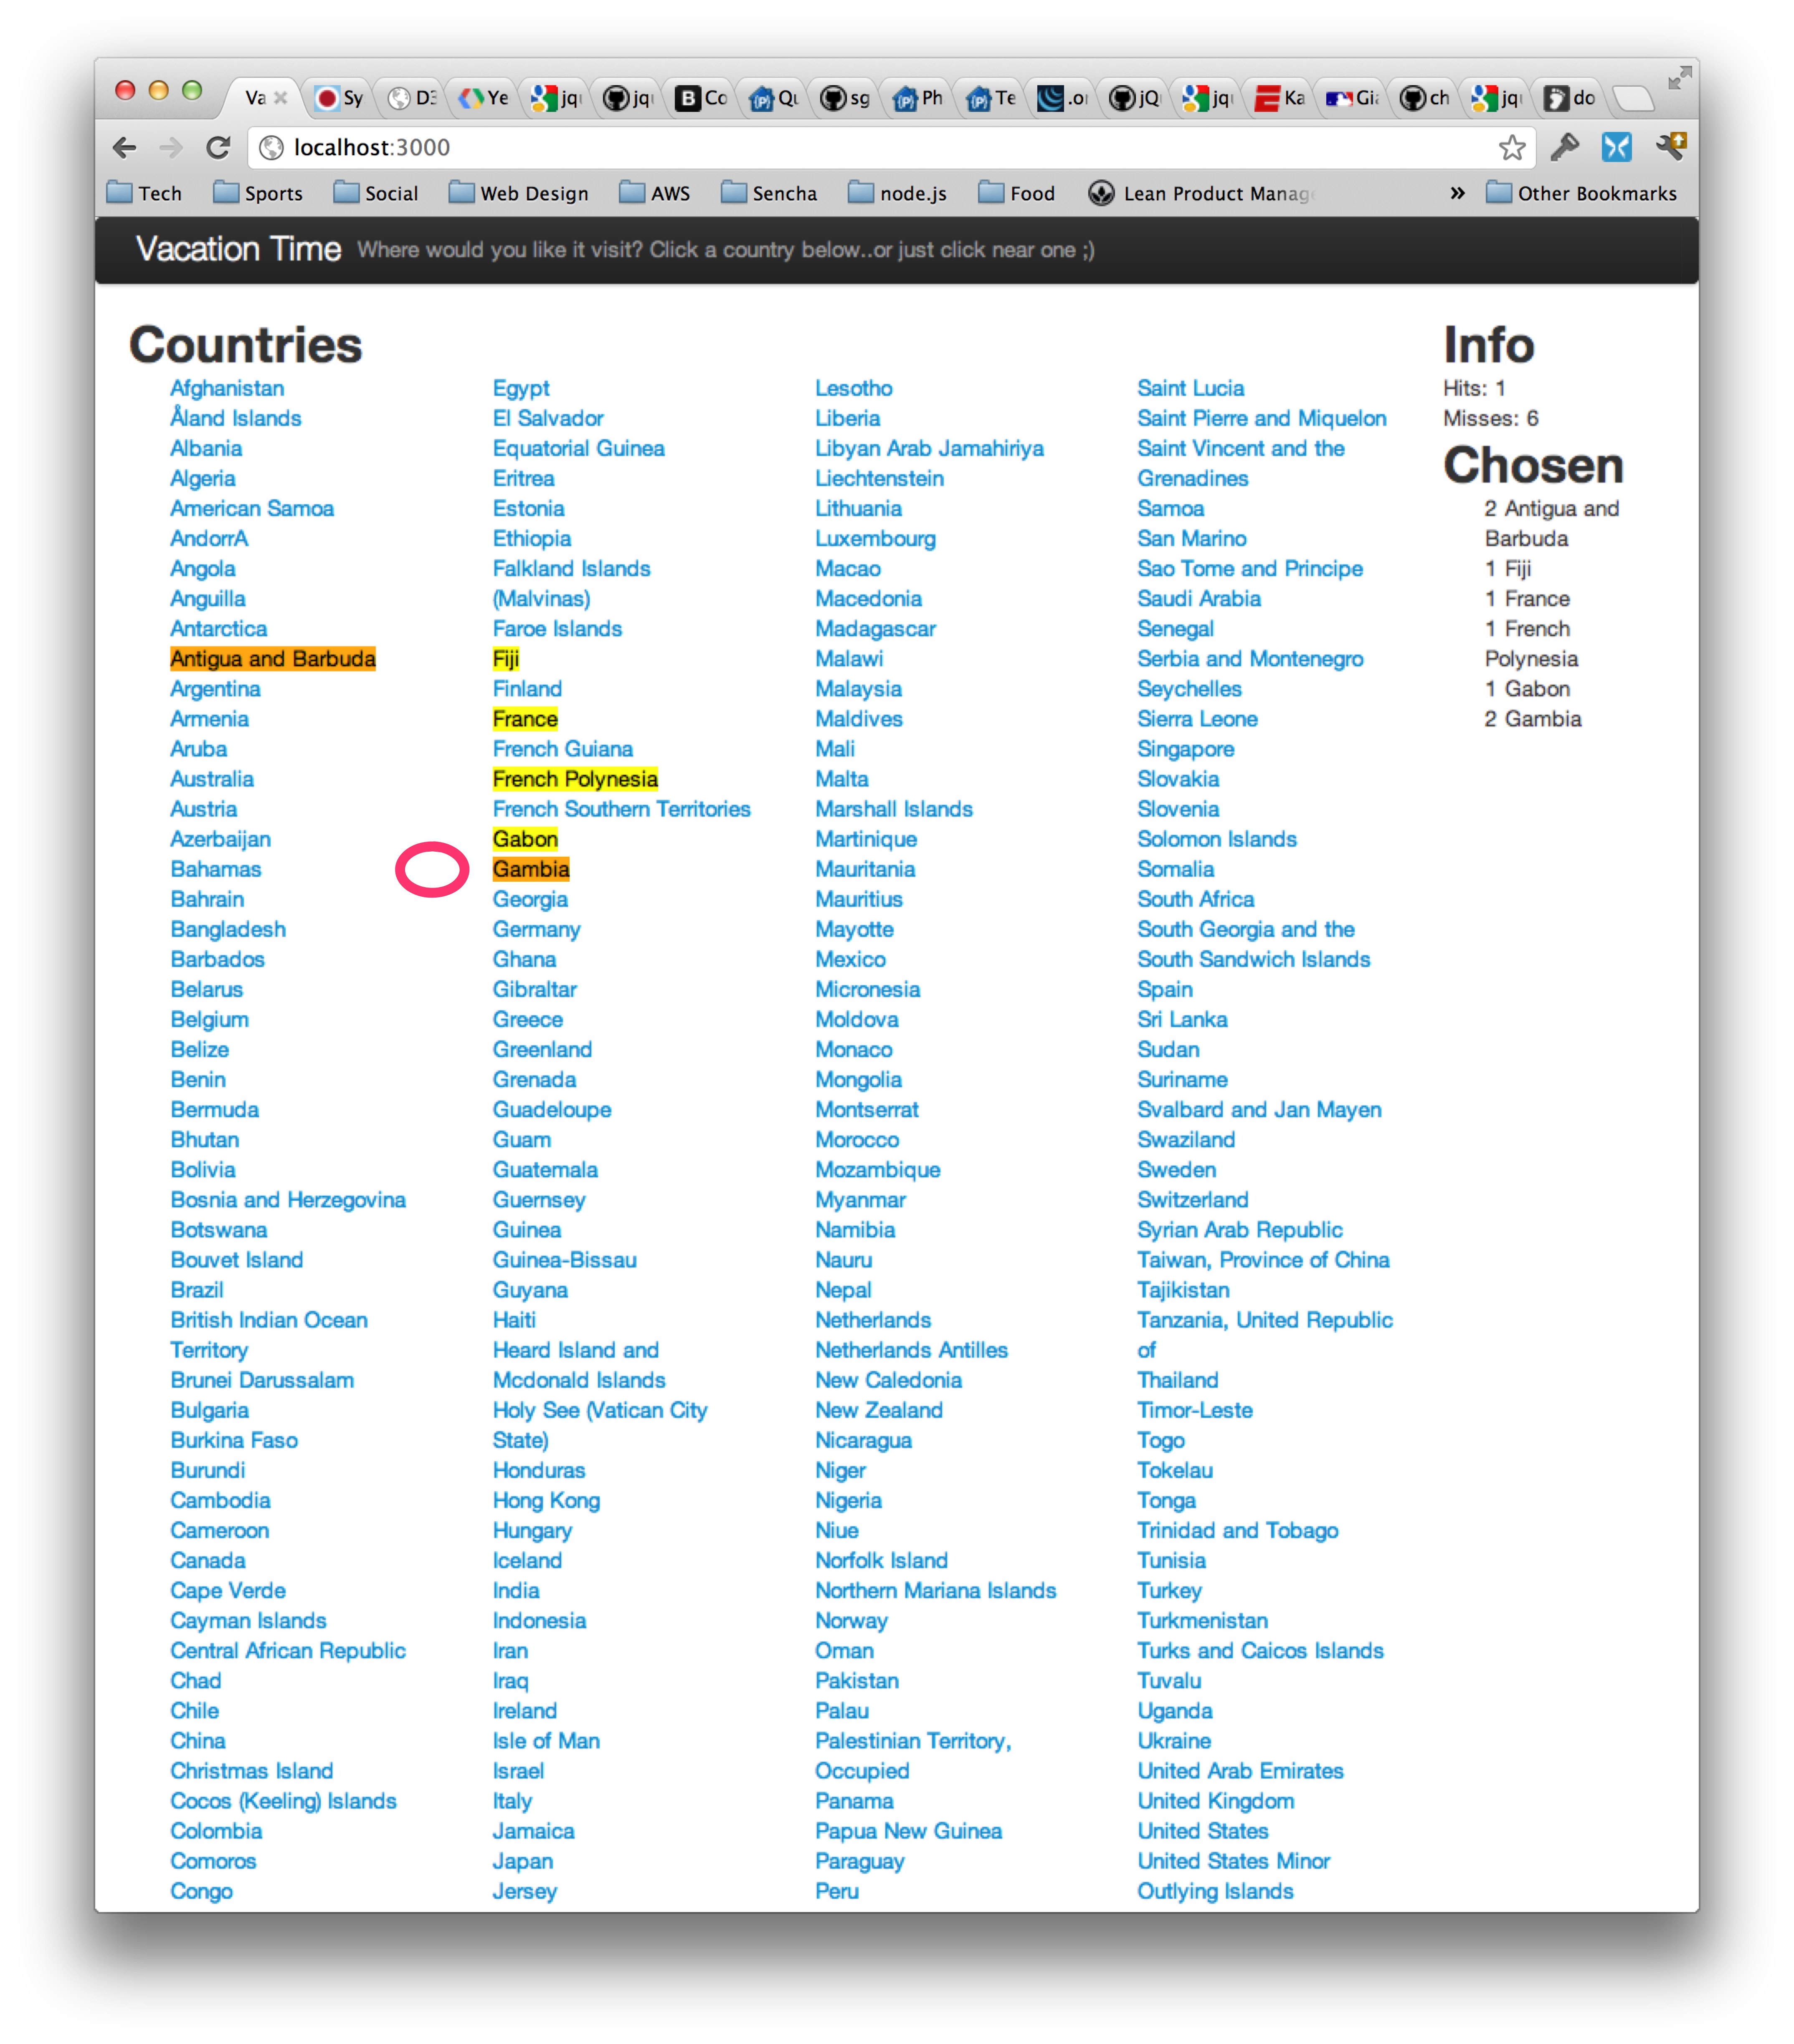 Va
Sy
D3
Ye
jq
jq
Co
Qu
sg
Ph
Te
.or
jQ
jq
Ka
Gi
ch
jq
do
localhost:3000
Tech
Sports
Social
Web Design
AWS
Sencha
node.js
Food
Lean Product Manag
»
Other Bookmarks
Vacation Time Where would you like it visit? Click a country below..or just click near one ;)
Countries
Afghanistan
Åland Islands
Albania
Algeria
American Samoa
AndorrA
Angola
Anguilla
Antarctica
Antigua and Barbuda
Argentina
Armenia
Aruba
Australia
Austria
Azerbaijan
Bahamas
Bahrain
Bangladesh
Barbados
Belarus
Belgium
Belize
Benin
Bermuda
Bhutan
Bolivia
Bosnia and Herzegovina
Botswana
Bouvet Island
Brazil
British Indian Ocean
Territory
Brunei Darussalam
Bulgaria
Burkina Faso
Burundi
Cambodia
Cameroon
Canada
Cape Verde
Cayman Islands
Central African Republic
Chad
Chile
China
Christmas Island
Cocos (Keeling) Islands
Colombia
Comoros
Congo
Egypt
El Salvador
Equatorial Guinea
Eritrea
Estonia
Ethiopia
Falkland Islands
(Malvinas)
Faroe Islands
Fiji
Finland
France
French Guiana
French Polynesia
French Southern Territories
Gabon
Gambia
Georgia
Germany
Ghana
Gibraltar
Greece
Greenland
Grenada
Guadeloupe
Guam
Guatemala
Guernsey
Guinea
Guinea-Bissau
Guyana
Haiti
Heard Island and
Mcdonald Islands
Holy See (Vatican City
State)
Honduras
Hong Kong
Hungary
Iceland
India
Indonesia
Iran
Iraq
Ireland
Isle of Man
Israel
Italy
Jamaica
Japan
Jersey
Lesotho
Liberia
Libyan Arab Jamahiriya
Liechtenstein
Lithuania
Luxembourg
Macao
Macedonia
Madagascar
Malawi
Malaysia
Maldives
Mali
Malta
Marshall Islands
Martinique
Mauritania
Mauritius
Mayotte
Mexico
Micronesia
Moldova
Monaco
Mongolia
Montserrat
Morocco
Mozambique
Myanmar
Namibia
Nauru
Nepal
Netherlands
Netherlands Antilles
New Caledonia
New Zealand
Nicaragua
Niger
Nigeria
Niue
Norfolk Island
Northern Mariana Islands
Norway
Oman
Pakistan
Palau
Palestinian Territory,
Occupied
Panama
Papua New Guinea
Paraguay
Peru
Saint Lucia
Saint Pierre and Miquelon
Saint Vincent and the
Grenadines
Samoa
San Marino
Sao Tome and Principe
Saudi Arabia
Senegal
Serbia and Montenegro
Seychelles
Sierra Leone
Singapore
Slovakia
Slovenia
Solomon Islands
Somalia
South Africa
South Georgia and the
South Sandwich Islands
Spain
Sri Lanka
Sudan
Suriname
Svalbard and Jan Mayen
Swaziland
Sweden
Switzerland
Syrian Arab Republic
Taiwan, Province of China
Tajikistan
Tanzania, United Republic
of
Thailand
Timor-Leste
Togo
Tokelau
Tonga
Trinidad and Tobago
Tunisia
Turkey
Turkmenistan
Turks and Caicos Islands
Tuvalu
Uganda
Ukraine
United Arab Emirates
United Kingdom
United States
United States Minor
Outlying Islands
Info
Hits: 1
Misses: 6
Chosen
2 Antigua and
Barbuda
1 Fiji
1 France
1 French
Polynesia
1 Gabon
2 Gambia